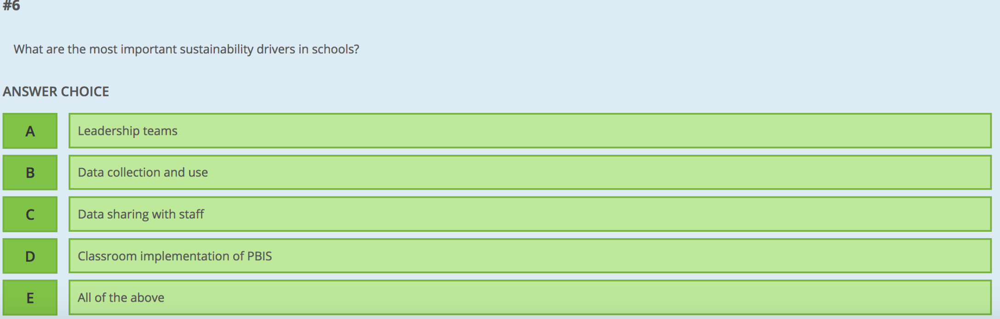 #6
What are the most important sustainability drivers in schools?
ANSWER CHOICE
A Leadership teams
B Data collection and use
C Data sharing with staff
D Classroom implementation of PBIS
E All of the above